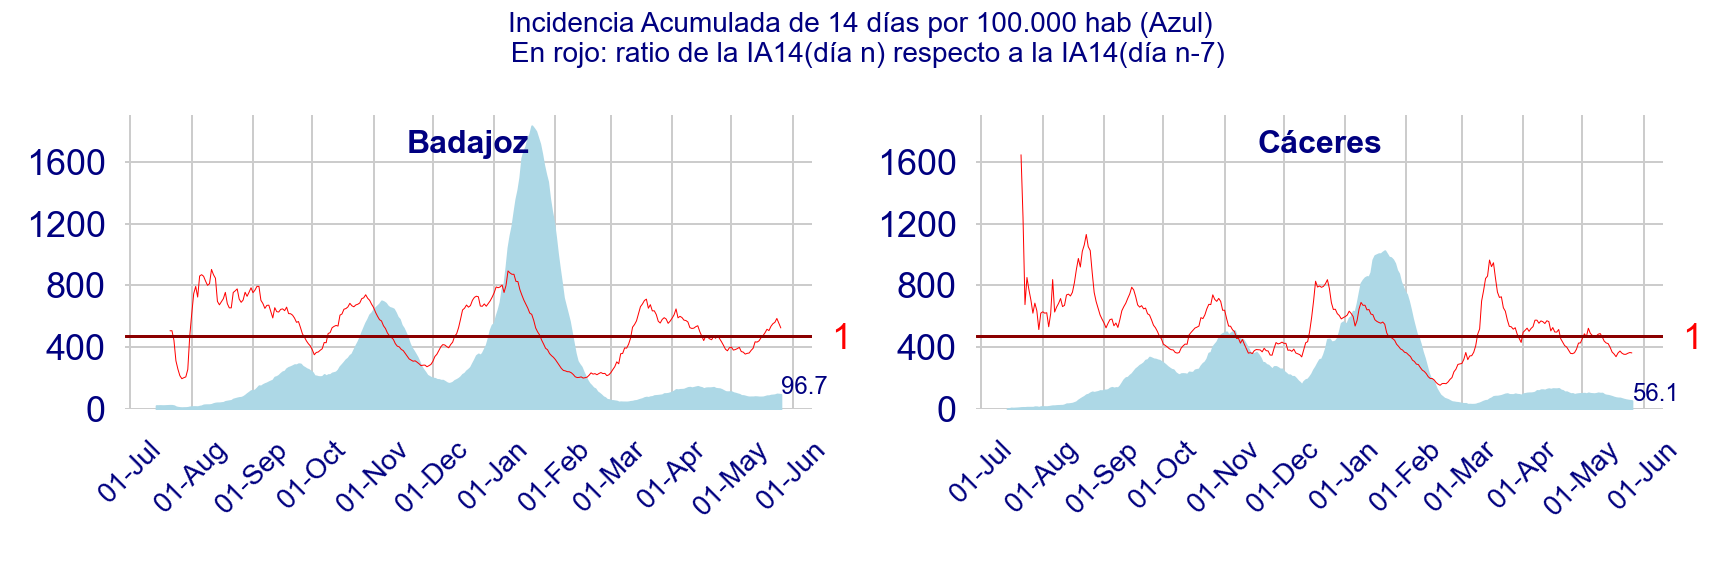 Incidencia Acumulada de 14 días por 100.000 hab (Azul)
En rojo: ratio de la IA14(día n) respecto a la IA14(día n-7)
Badajoz
1600
1200
800
400
0
1
96.7
01-Jul
01-Aug
01-Sep
01-Oct
01-Nov
01-Dec
01-Jan
01-Feb
01-Mar
01-Apr
01-May
01-Jun
Cáceres
1600
1200
800
400
0
1
56.1
01-Jul
01-Aug
01-Sep
01-Oct
01-Nov
01-Dec
01-Jan
01-Feb
01-Mar
01-Apr
01-May
01-Jun